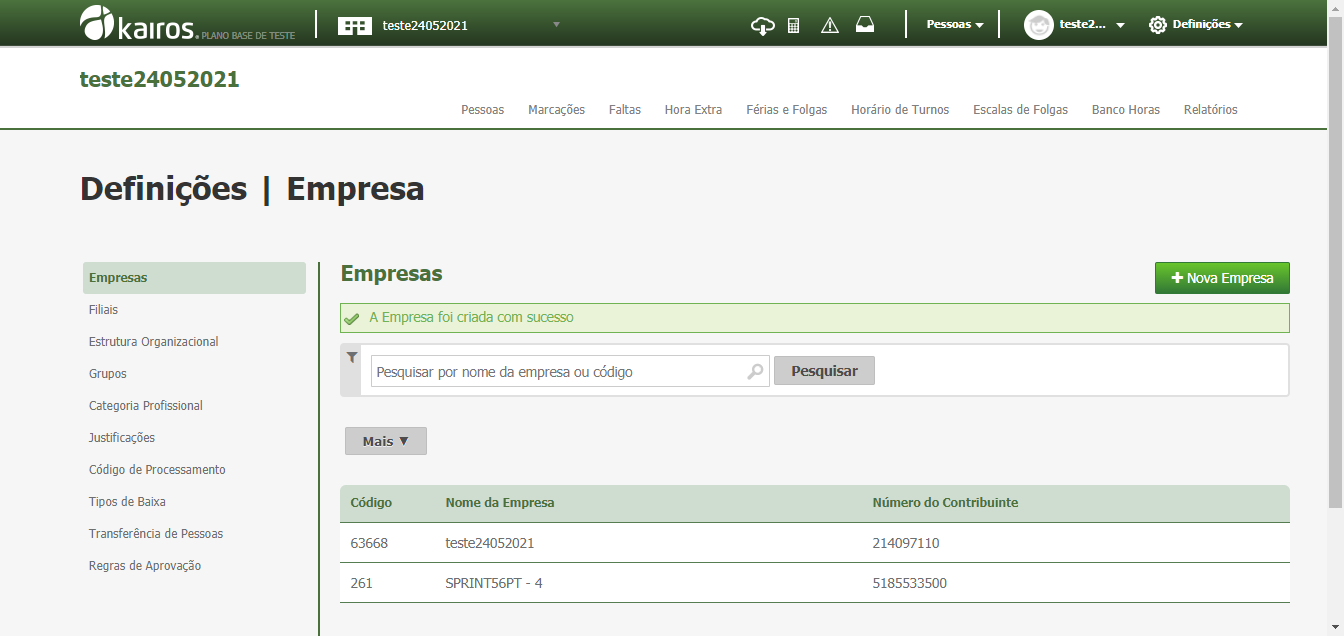 kairos. PLANO BASE DE TESTE
teste24052021
Pessoas
teste2...
Definições
teste24052021
Pessoas Marcações Faltas Hora Extra Férias e Folgas Horário de Turnos Escalas de Folgas Banco Horas Relatórios
Definições | Empresa
Empresas
Filiais
Estrutura Organizacional
Grupos
Categoria Profissional
Justificações
Código de Processamento
Tipos de Baixa
Transferência de Pessoas
Regras de Aprovação
Empresas
+ Nova Empresa
A Empresa foi criada com sucesso
Pesquisar por nome da empresa ou código
Pesquisar
Mais ▼
Código Nome da Empresa Número do Contribuinte
63668 teste24052021 214097110
261 SPRINT56PT - 4 5185533500